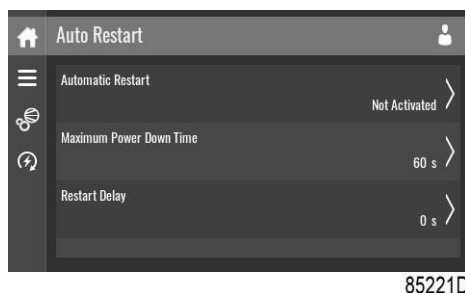 Auto Restart
Automatic Restart
Not Activated
Maximum Power Down Time
60 s
Restart Delay
0 s
85221D